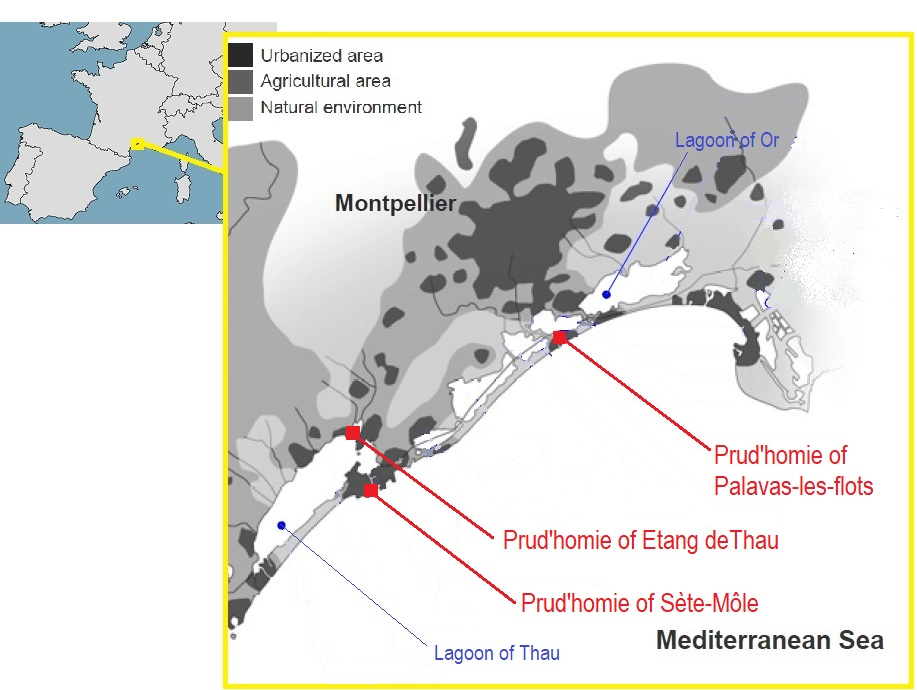 Urbanized area
Agricultural area
Natural environment
Lagoon of Or
Montpellier
Prud'homie of
Palavas-les-flots
Prud'homie of Etang deThau
Prud'homie of Sète-Môle
Mediterranean Sea
Lagoon of Thau